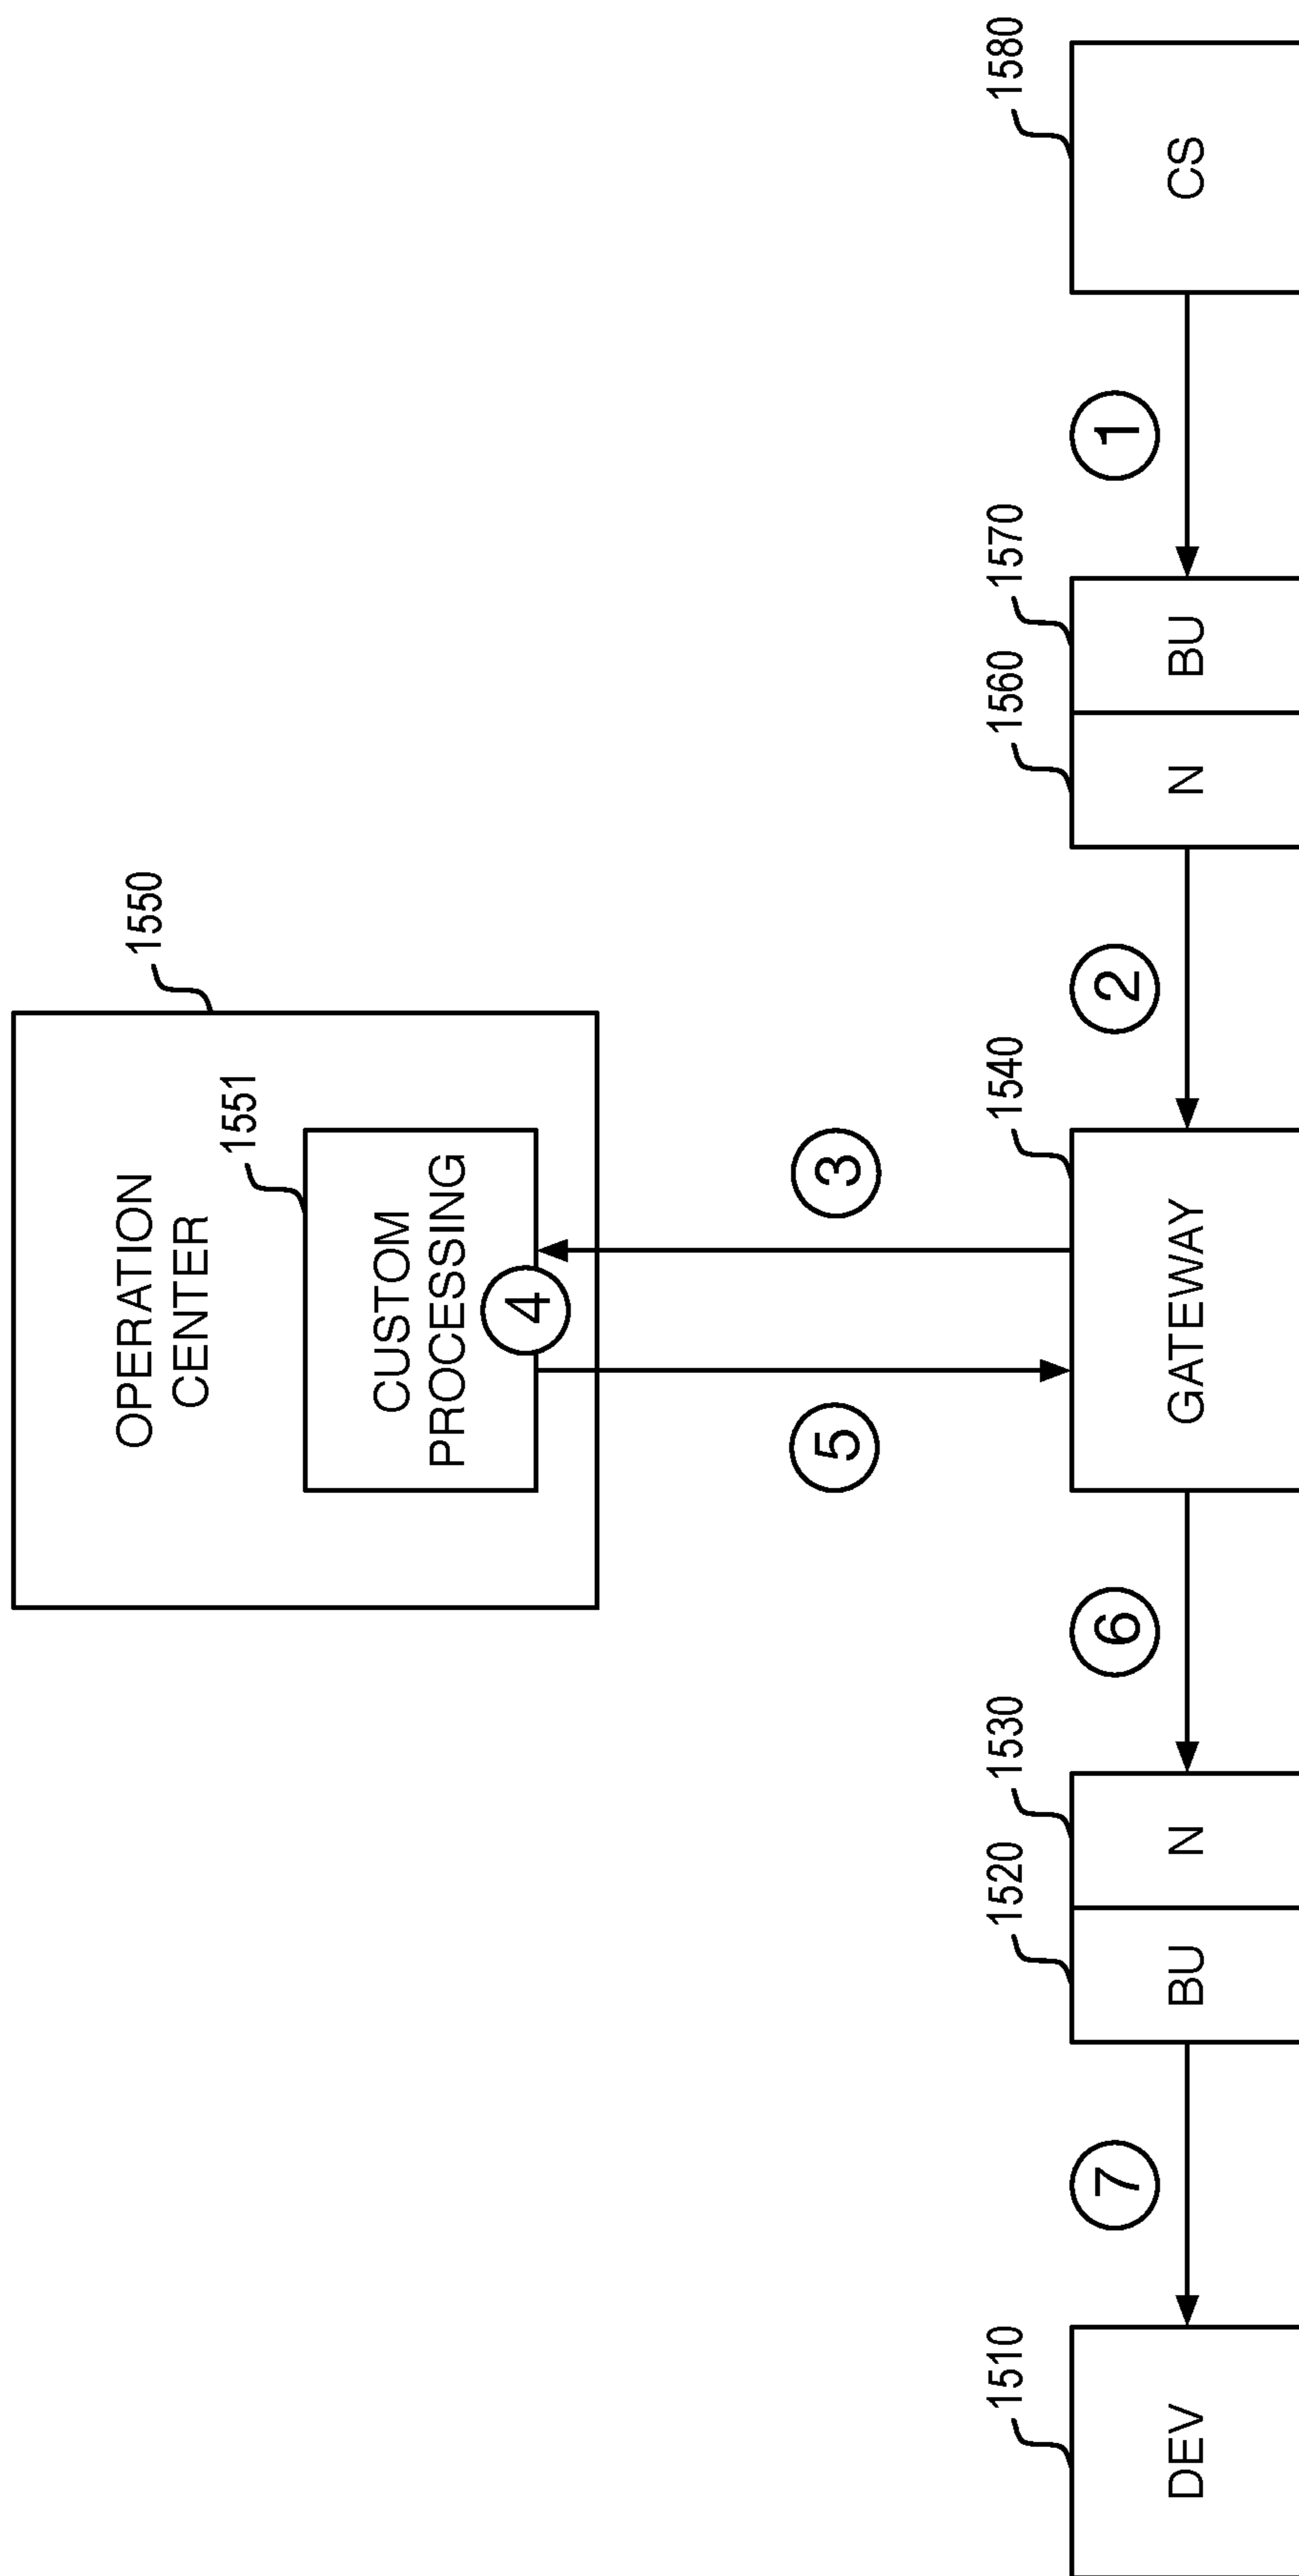 1550
OPERATION
CENTER
1551
CUSTOM
PROCESSING
4
5
3
1510
1520
1530
1540
1560
1570
1580
7
6
2
1
DEV
BU
N
GATEWAY
N
BU
CS